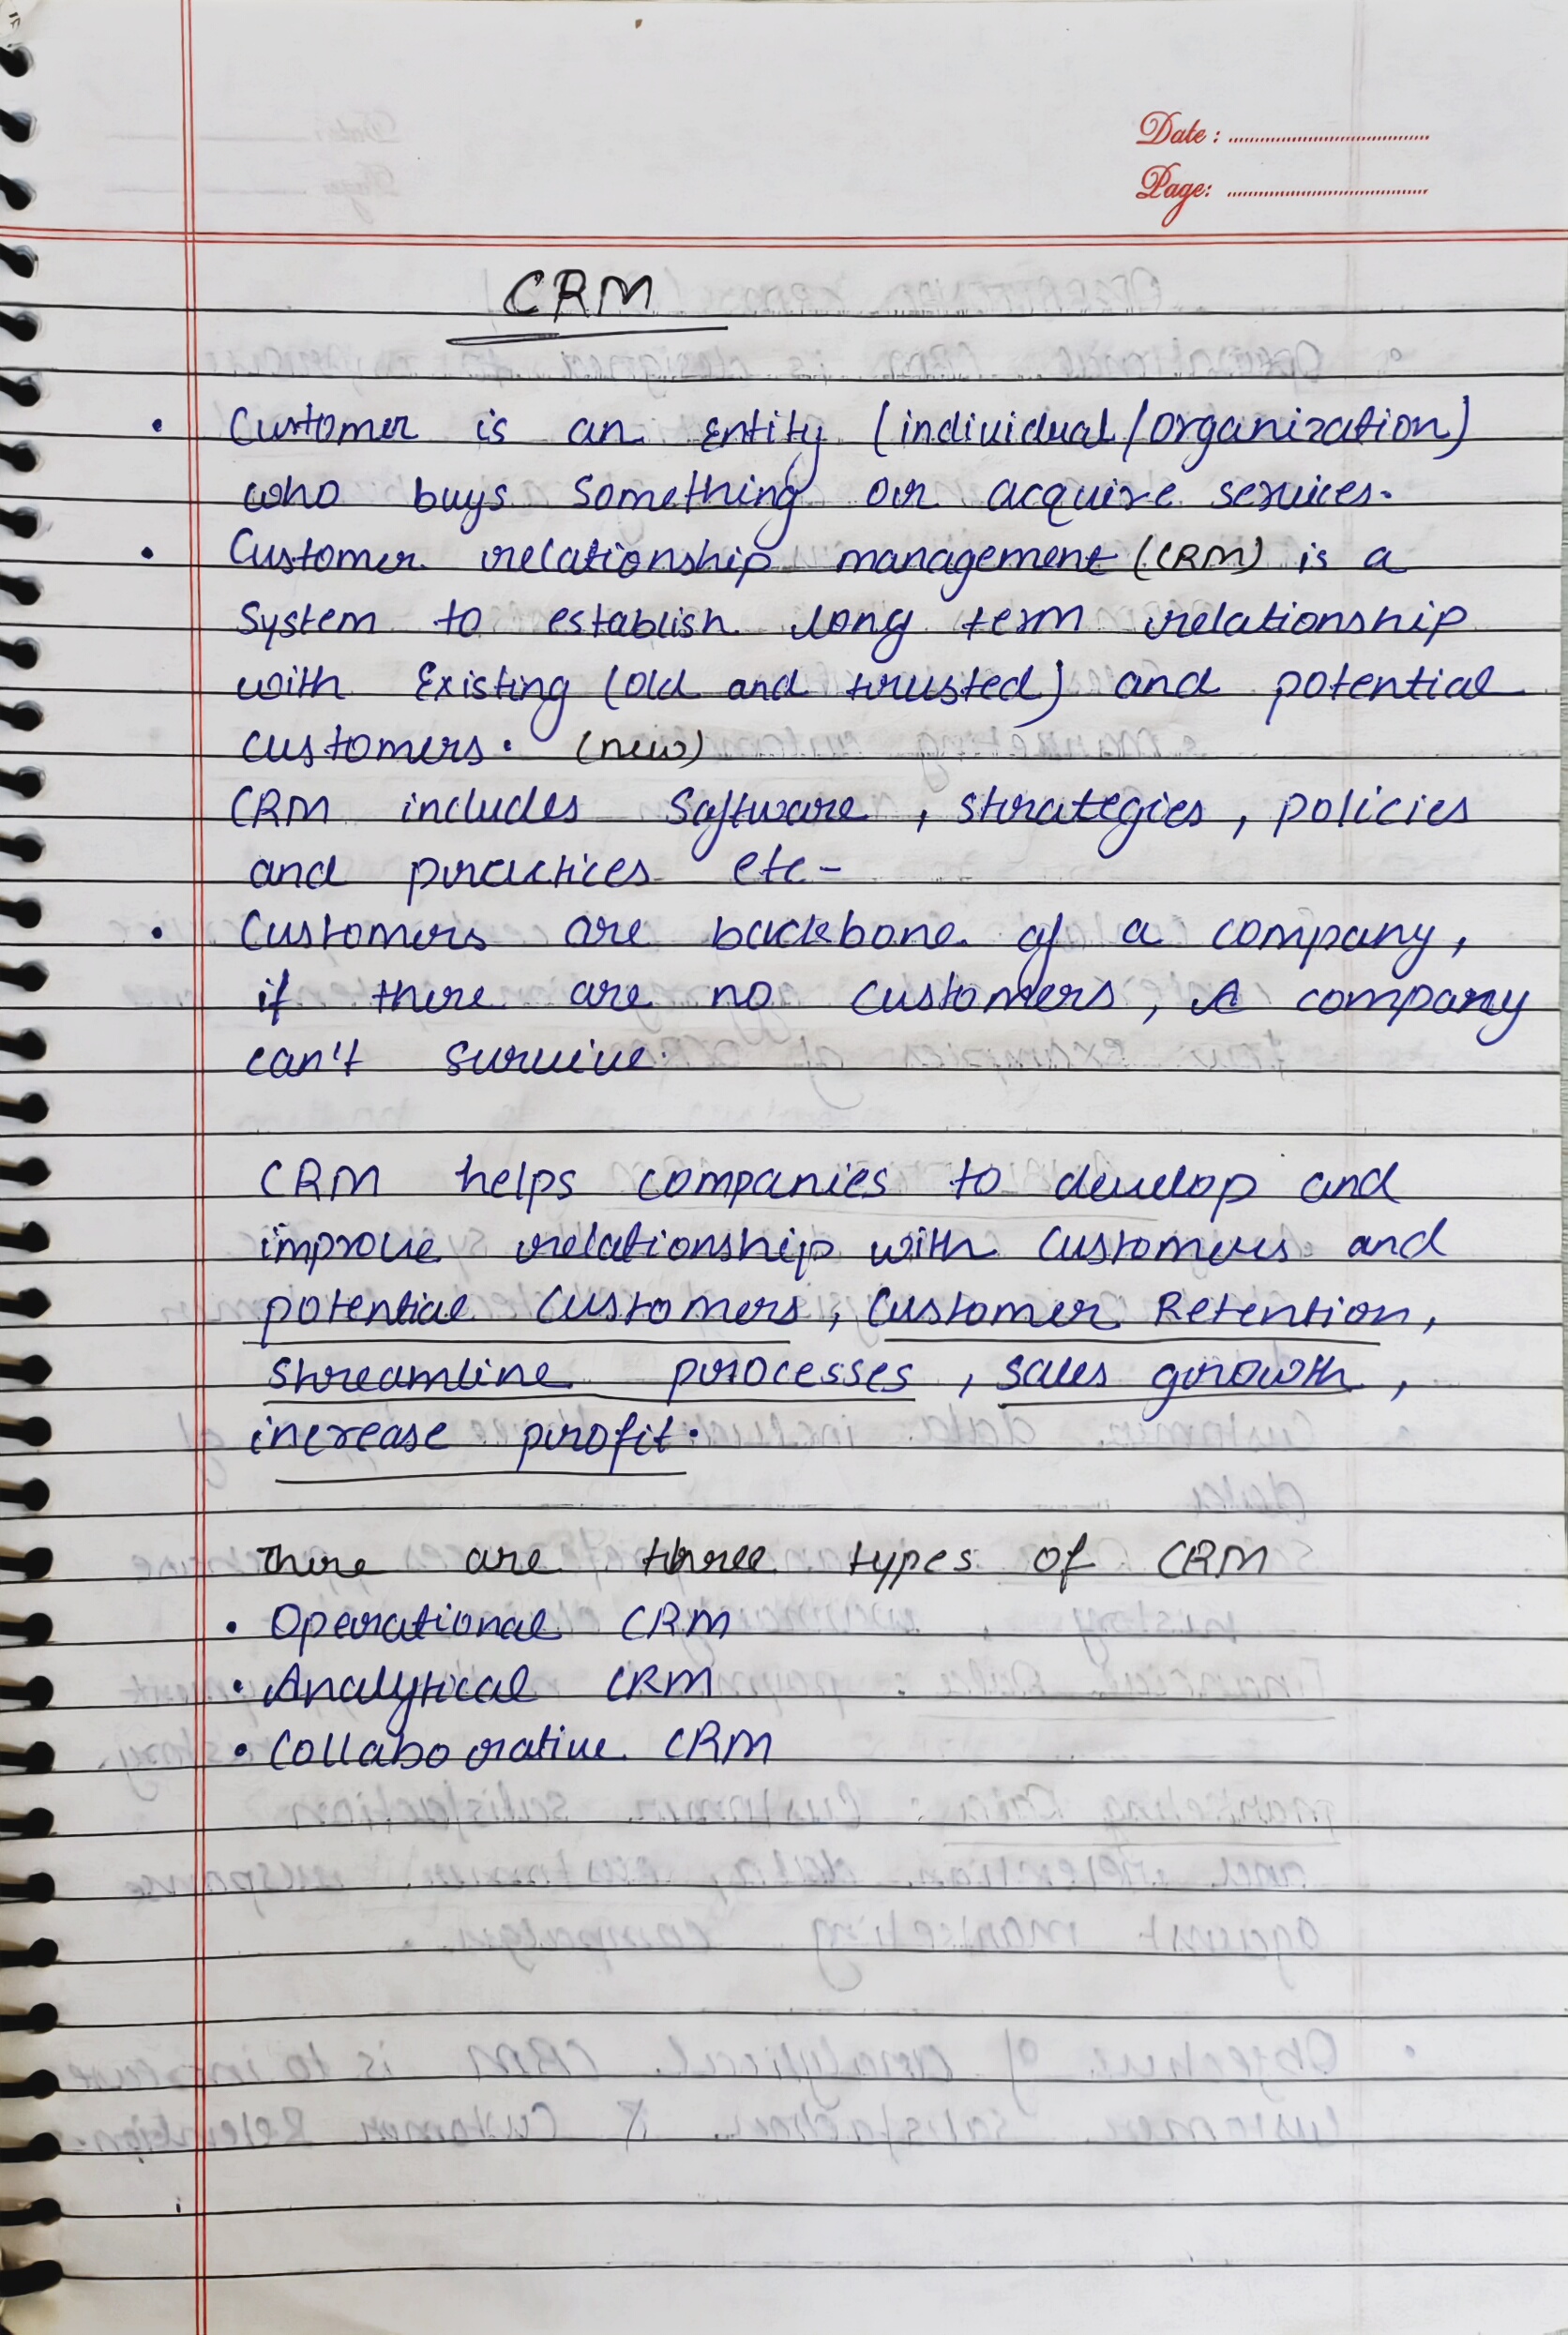 Date :
Page:
CRM
• Customer is an Entity (individual/organization)
who buys something or acquire services.
• Customer relationship management (CRM) is a
System to establish long term relationship
with Existing (old and trusted) and potential
customers. (new)
CRM includes Software, strategies, policies
and practices etc-
• Customers are backbone of a company,
if there are no customers, A company
can't survive.
CRM helps companies to develop and
improve relationship with customers and
potential customers, Customer Retention,
streamline processes, sales growth,
increase profit.
There are three types of CRM
• Operational CRM
• Analytical CRM
• Collaborative CRM